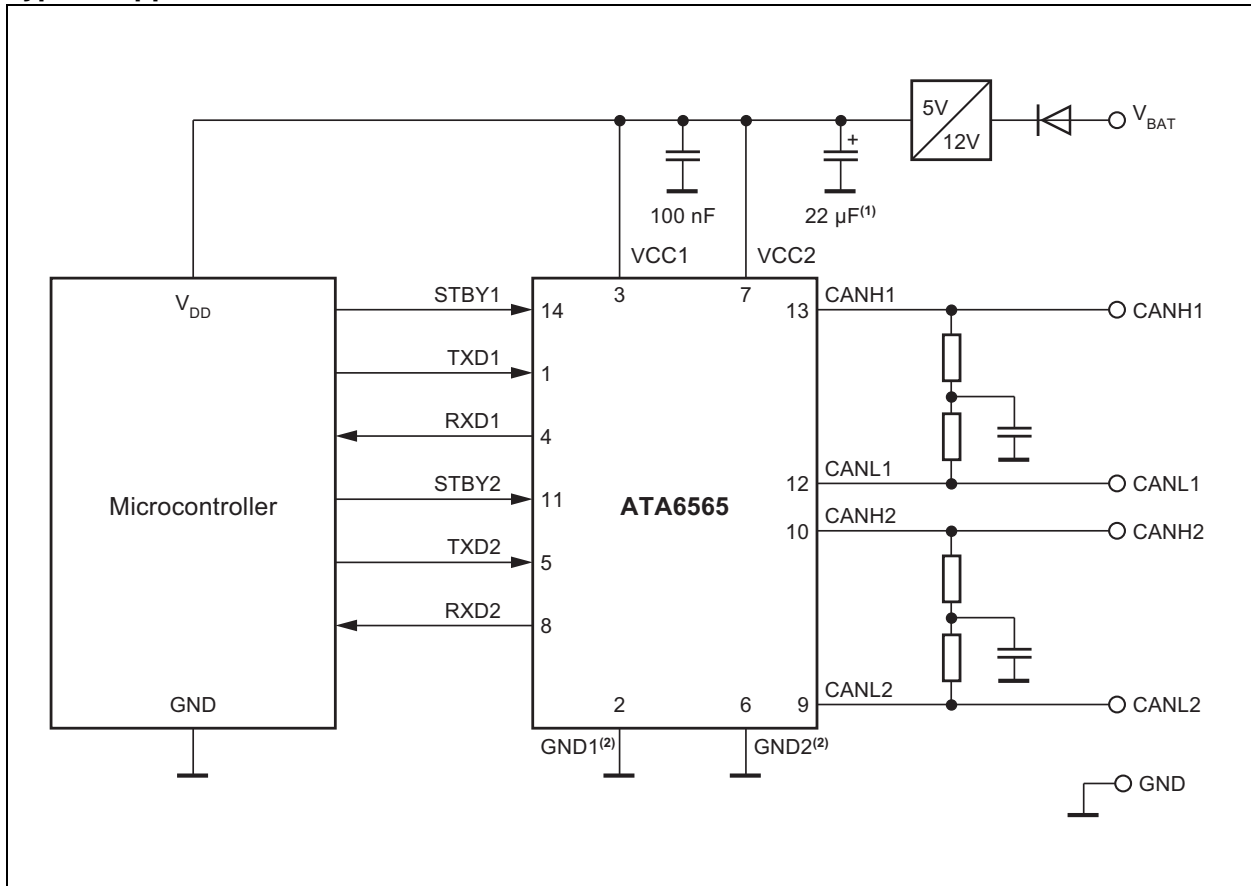 5V
12V
VBAT
100 nF
22 µF(1)
VCC1
VCC2
VDD
STBY1
14
3
7
13
CANH1
CANH1
TXD1
1
RXD1
4
STBY2
11
Microcontroller
ATA6565
12
CANL1
CANL1
10
CANH2
CANH2
TXD2
5
RXD2
8
GND
2
6
9
CANL2
CANL2
GND1(2)
GND2(2)
GND